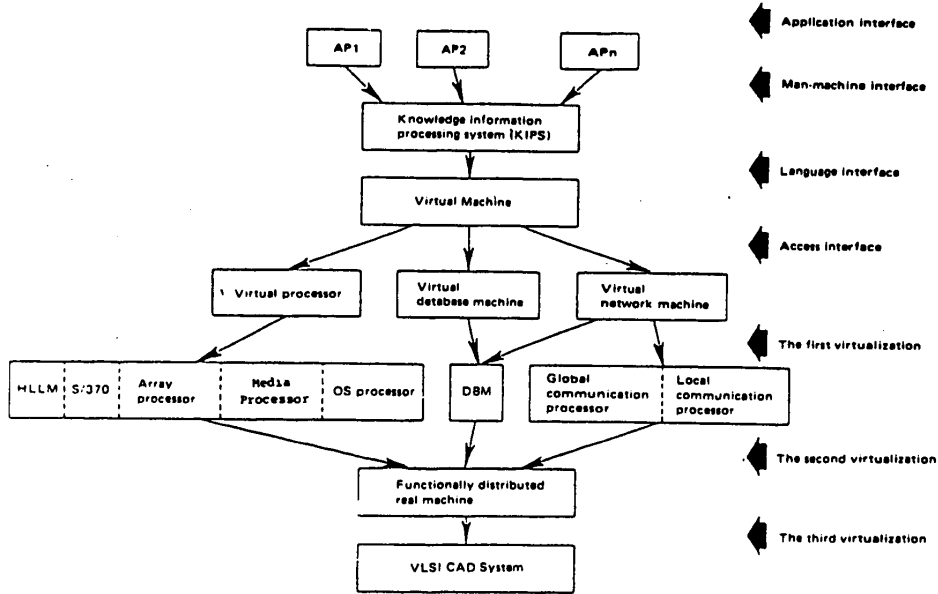 Application interface
AP1 AP2 APn
Man-machine interface
Knowledge information
processing system (KIPS)
Language interface
Virtual Machine
Access interface
Virtual processor
Virtual
database machine
Virtual
network machine
The first virtualization
HLLM
S/370
Array
processor
Media
Processor
OS processor
DBM
Global
communication
processor
Local
communication
processor
The second virtualization
Functionally distributed
real machine
The third virtualization
VLSI CAD System